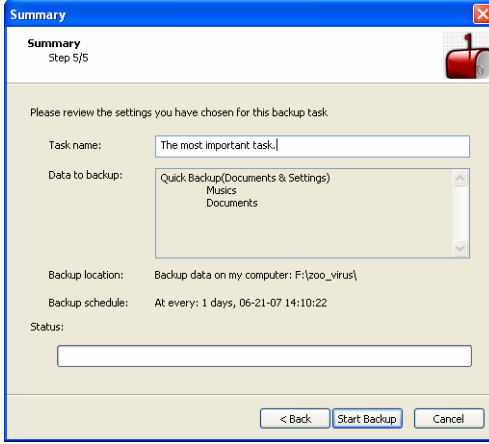 Summary
Summary
Step 5/5
Please review the settings you have chosen for this backup task
Task name: The most important task.
Data to backup: Quick Backup(Documents & Settings)
Musics
Documents
Backup location: Backup data on my computer: F:\zoo_virus\
Backup schedule: At every: 1 days, 06-21-07 14:10:22
Status:
< Back Start Backup Cancel